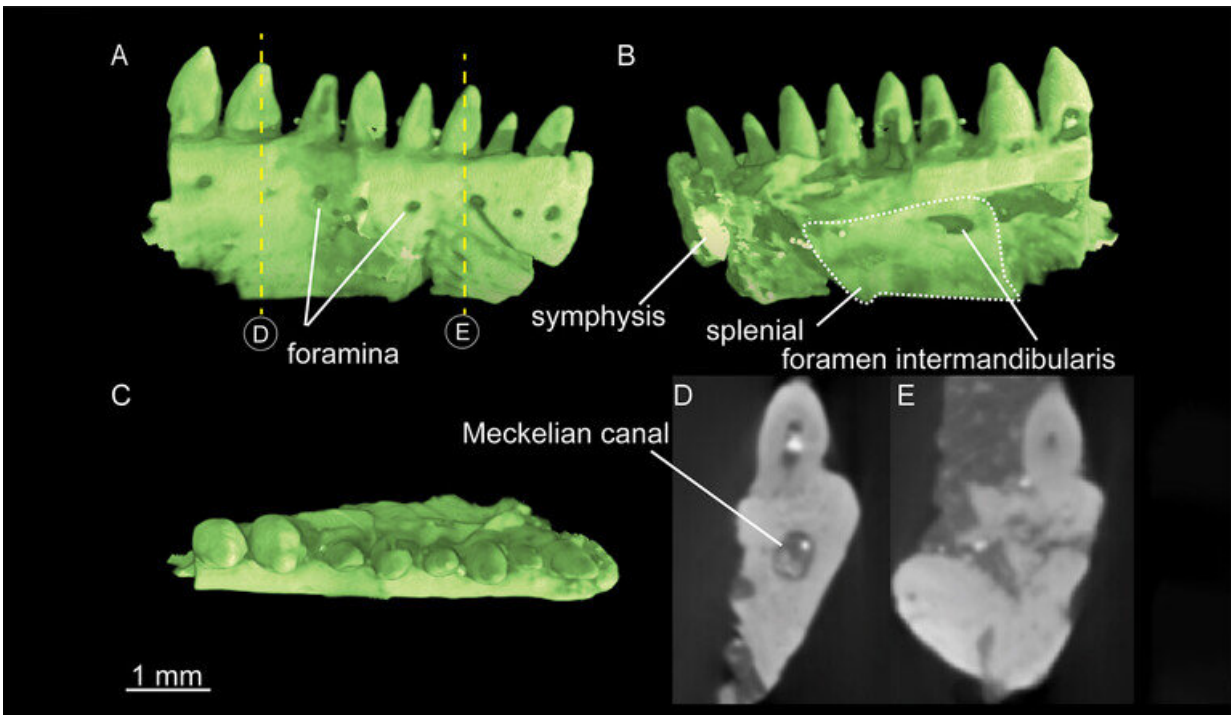 A
B
D
E
foramina
symphysis
splenial
foramen intermandibularis
C
D
E
Meckelian canal
1 mm